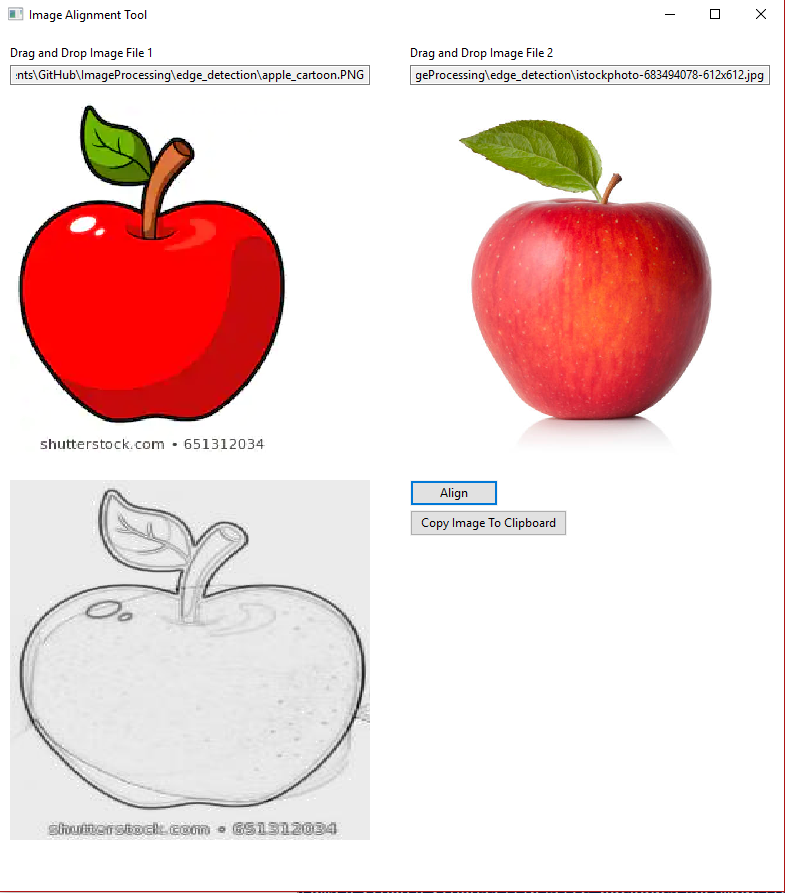 Image Alignment Tool
Drag and Drop Image File 1
Drag and Drop Image File 2
nts\GitHub\ImageProcessing\edge_detection\apple_cartoon.PNG
geProcessing\edge_detection\istockphoto-683494078-612x612.jpg
shutterstock.com • 651312034
Align
Copy Image To Clipboard
shutterstock.com • 651312034